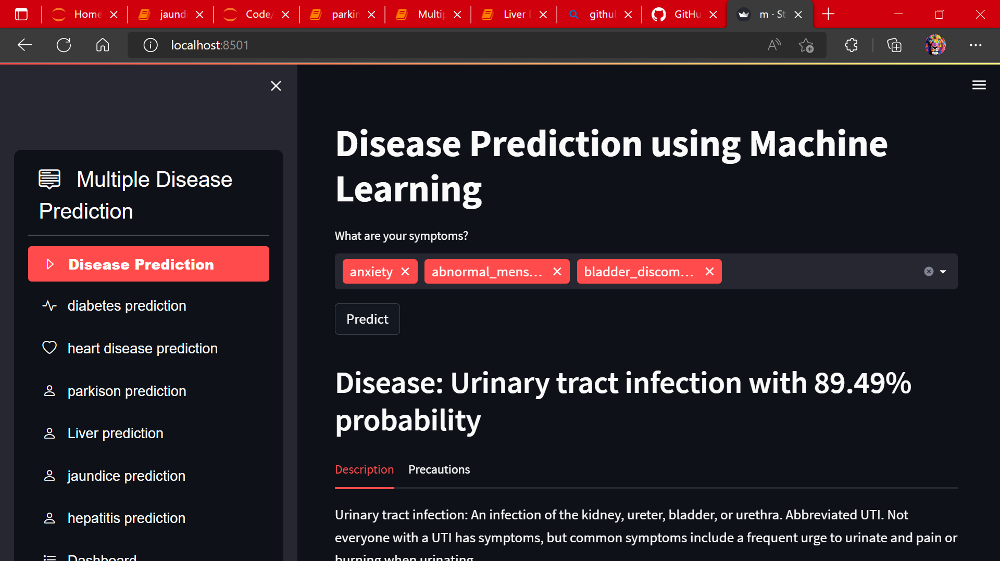 Home
jaundi
Code/
parkin
Multip
Liver
githu
GitHu
m · St
localhost:8501
Multiple Disease
Prediction
Disease Prediction
diabetes prediction
heart disease prediction
parkison prediction
Liver prediction
jaundice prediction
hepatitis prediction
Dashboard
Disease Prediction using Machine
Learning
What are your symptoms?
anxiety
abnormal_mens...
bladder_discom...
Predict
Disease: Urinary tract infection with 89.49%
probability
Description
Precautions
Urinary tract infection: An infection of the kidney, ureter, bladder, or urethra. Abbreviated UTI. Not
everyone with a UTI has symptoms, but common symptoms include a frequent urge to urinate and pain or
burning when urinating.